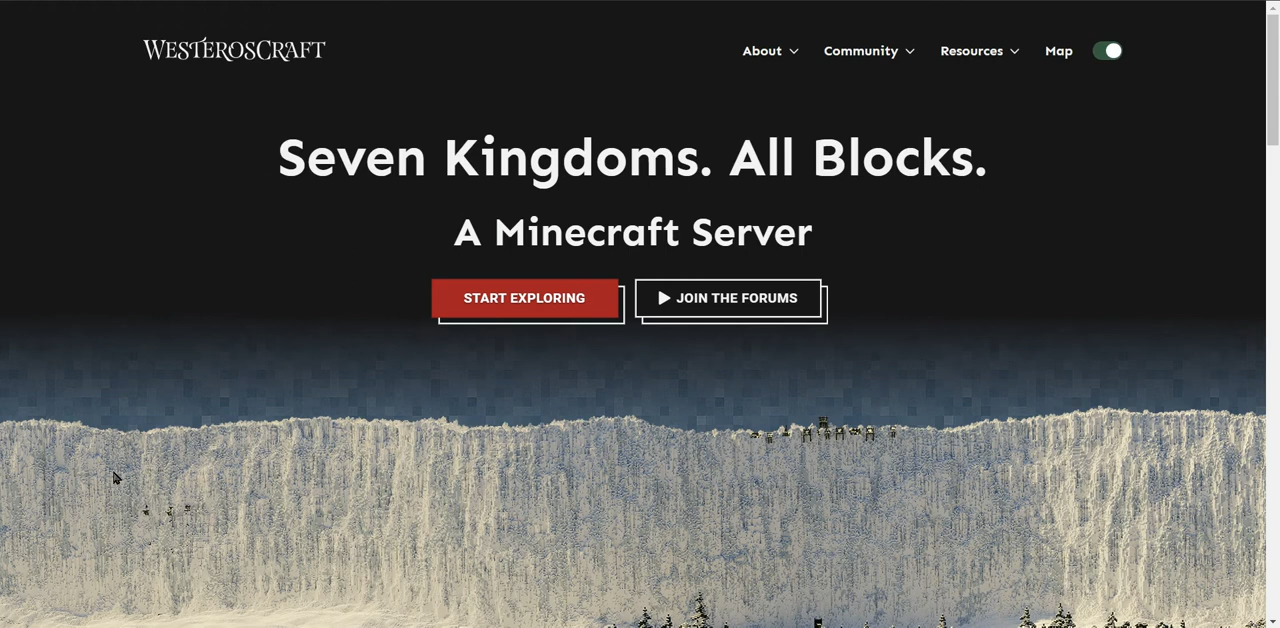 WESTEROSCRAFT
About
Community
Resources
Map
Seven Kingdoms. All Blocks.
A Minecraft Server
START EXPLORING
JOIN THE FORUMS